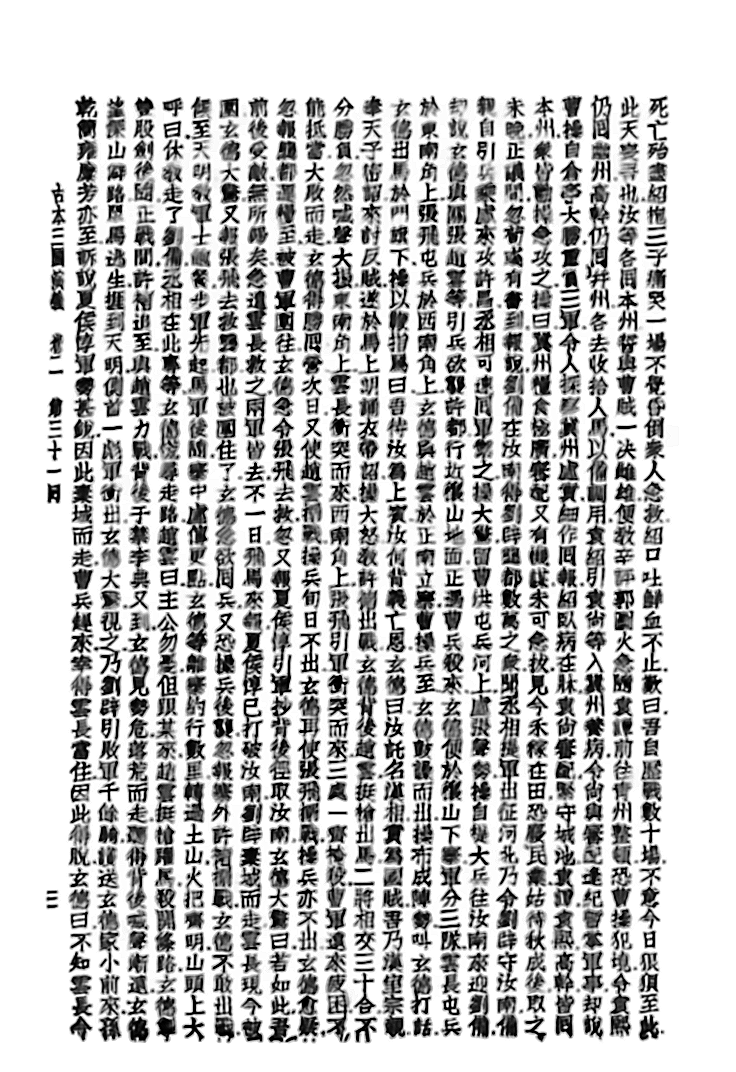 死亡殆盡紹抱三子痛哭一場不覺昏倒衆人急救紹口吐鮮血不止歎曰吾自歷戰數十場不意今日狠狽至此
此天喪吾也汝等各回本州誓與曹賊一决雌雄便教辛評郭圖火急隨袁譚前往青州整頓恐曹操犯境令袁熙
仍回幽州高幹仍回并州各去收拾人馬以備調用袁紹引袁尚等入冀州養病令尚與審配逢紀暫掌軍事却說
曹操自倉亭大勝重賞三軍令人探察冀州虛實細作回報紹臥病在牀袁尚審配緊守城池袁譚袁熙高幹皆回
本州衆皆勸操急攻之操曰冀州糧食極廣審配又有機謀未可急拔見今禾稼在田恐廢民業姑待秋成後取之
未晚正議間忽荀彧有書到報說劉備在汝南得劉辟龔都數萬之衆聞丞相提軍出征河北乃令劉辟守汝南備
親自引兵乘虛來攻許昌丞相可速回軍禦之操大驚留曹洪屯兵河上虛張聲勢操自提大兵往汝南來迎劉備
却說玄德與關張趙雲等引兵欲襲許都行近穰山地面正遇曹兵殺來玄德便於穰山下寨軍分三隊雲長屯兵
於東南角上張飛屯兵於西南角上玄德與趙雲於正南立寨曹操兵至玄德鼓譟而出操布成陣勢叫玄德打話
玄德出馬於門旗下操以鞭指罵曰吾待汝為上賓汝何背義亡恩玄德曰汝託名漢相實為國賊吾乃漢室宗親
奉天子密詔來討反賊遂於馬上朗誦衣帶詔操大怒教許褚出戰玄德背後趙雲挺槍出馬二將相交三十合不
分勝負忽然喊聲大振東南角上雲長衝突而來西南角上張飛引軍衝突而來三處一齊掩殺曹軍遠來疲困不
能抵當大敗而走玄德得勝回營次日又使趙雲搦戰操兵旬日不出玄德再使張飛搦戰操兵亦不出玄德愈疑
忽報龔都運糧至被曹軍圍住玄德急令張飛去救忽又報夏侯惇引軍抄背後徑取汝南玄德大驚曰若如此吾
前後受敵無所歸矣急遣雲長救之兩軍皆去不一日飛馬來報夏侯惇已打破汝南劉辟棄城而走雲長現今被
圍玄德大驚又報張飛去救龔都也被圍住了玄德急欲回兵又恐操兵後襲忽報寨外許褚搦戰玄德不敢出戰
候至天明教軍士飽餐步軍先起馬軍後隨寨中虛傳更點玄德等離寨約行數里轉過土山火把齊明山頭上大
呼曰休教走了劉備丞相在此專等玄德慌尋走路趙雲曰主公勿憂但跟某來趙雲挺槍躍馬殺開條路玄德掣
雙股劍後隨正戰間許褚追至與趙雲力戰背後于禁李典又到玄德見勢危落荒而走聽得背後喊聲漸遠玄德
望深山僻路單馬逃生捱到天明側首一彪軍衝出玄德大驚視之乃劉辟引敗軍千餘騎護送玄德家小前來孫
乾簡雍糜芳亦至訴說夏侯惇軍勢甚銳因此棄城而走曹兵趕來幸得雲長當住因此得脫玄德曰不知雲長今
古本三國演義 卷二 第三十一回 三